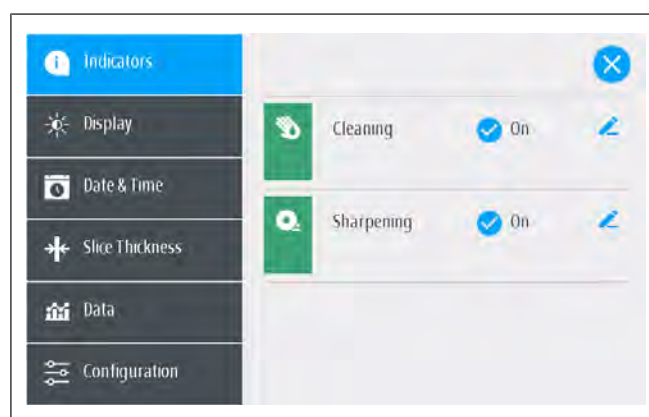 Indicators
Display
Date & Time
Slice Thickness
Data
Configuration
Cleaning On
Sharpening On